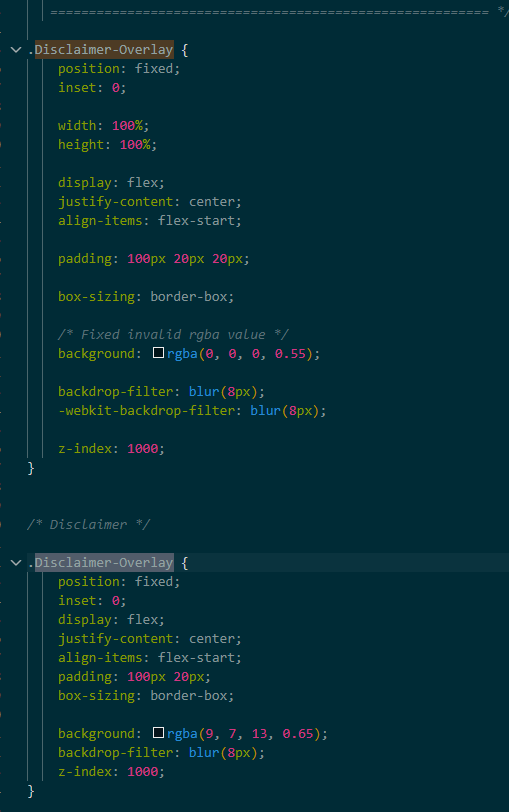 ====================================================== */
.Disclaimer-Overlay {
position: fixed;
inset: 0;
width: 100%;
height: 100%;
display: flex;
justify-content: center;
align-items: flex-start;
padding: 100px 20px 20px;
box-sizing: border-box;
/* Fixed invalid rgba value */
background: rgba(0, 0, 0, 0.55);
backdrop-filter: blur(8px);
-webkit-backdrop-filter: blur(8px);
z-index: 1000;
}
/* Disclaimer */
.Disclaimer-Overlay {
position: fixed;
inset: 0;
display: flex;
justify-content: center;
align-items: flex-start;
padding: 100px 20px;
box-sizing: border-box;
background: rgba(9, 7, 13, 0.65);
backdrop-filter: blur(8px);
z-index: 1000;
}